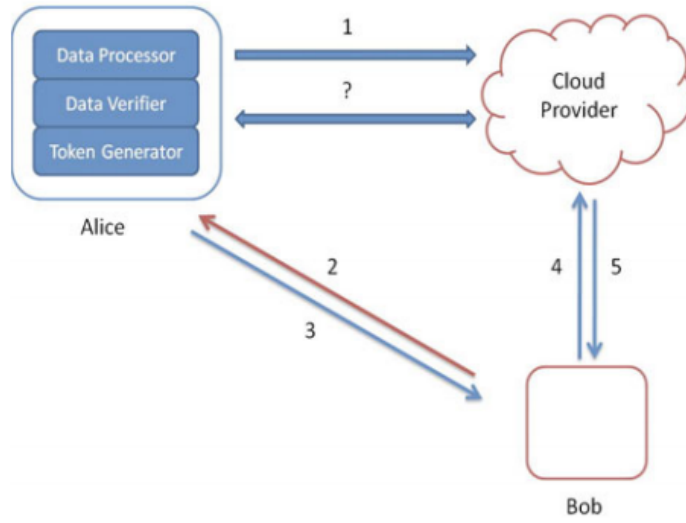 1
Data Processor
Data Verifier
Token Generator
?
Cloud
Provider
Alice
2
3
4
5
Bob